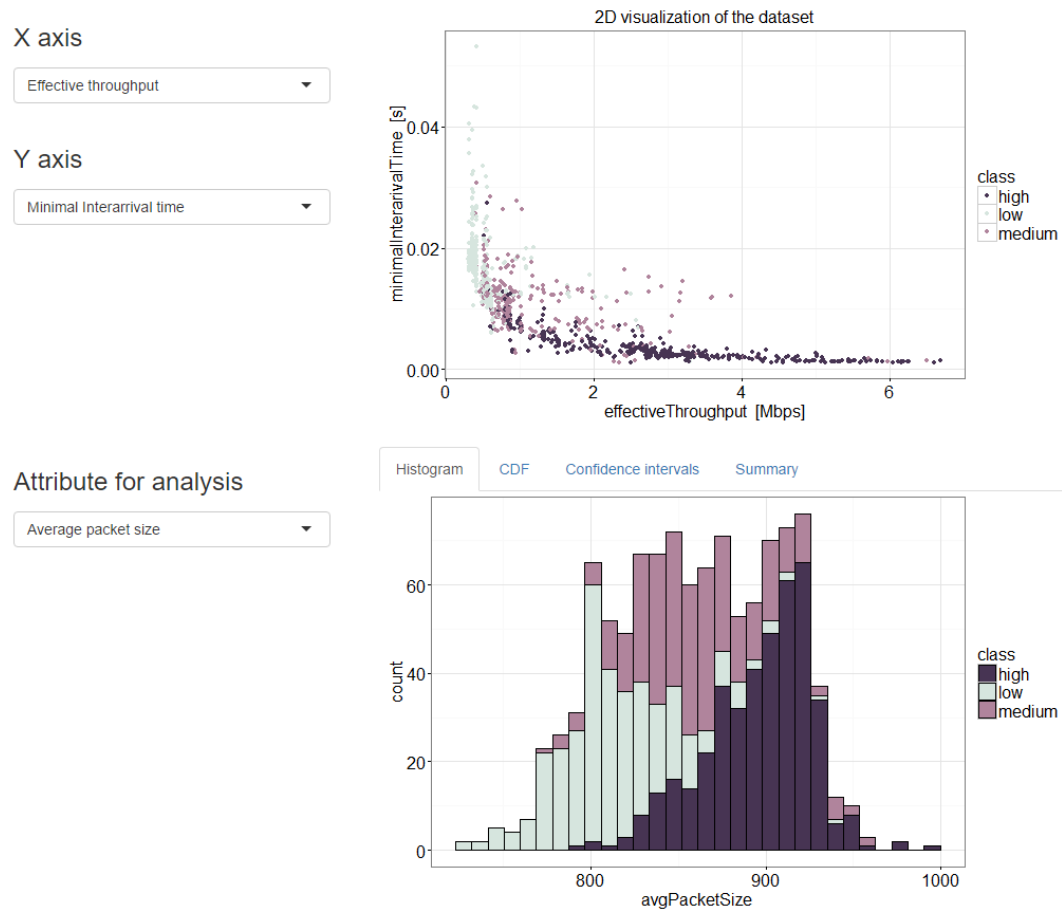 X axis
Effective throughput
Y axis
Minimal Interarrival time
2D visualization of the dataset
minimalInterarivalTime [s]
0.04
0.02
0.00
0
2
4
6
effectiveThroughput [Mbps]
class
high
low
medium
Attribute for analysis
Average packet size
Histogram
CDF
Confidence intervals
Summary
count
60
40
20
0
800
900
1000
avgPacketSize
class
high
low
medium